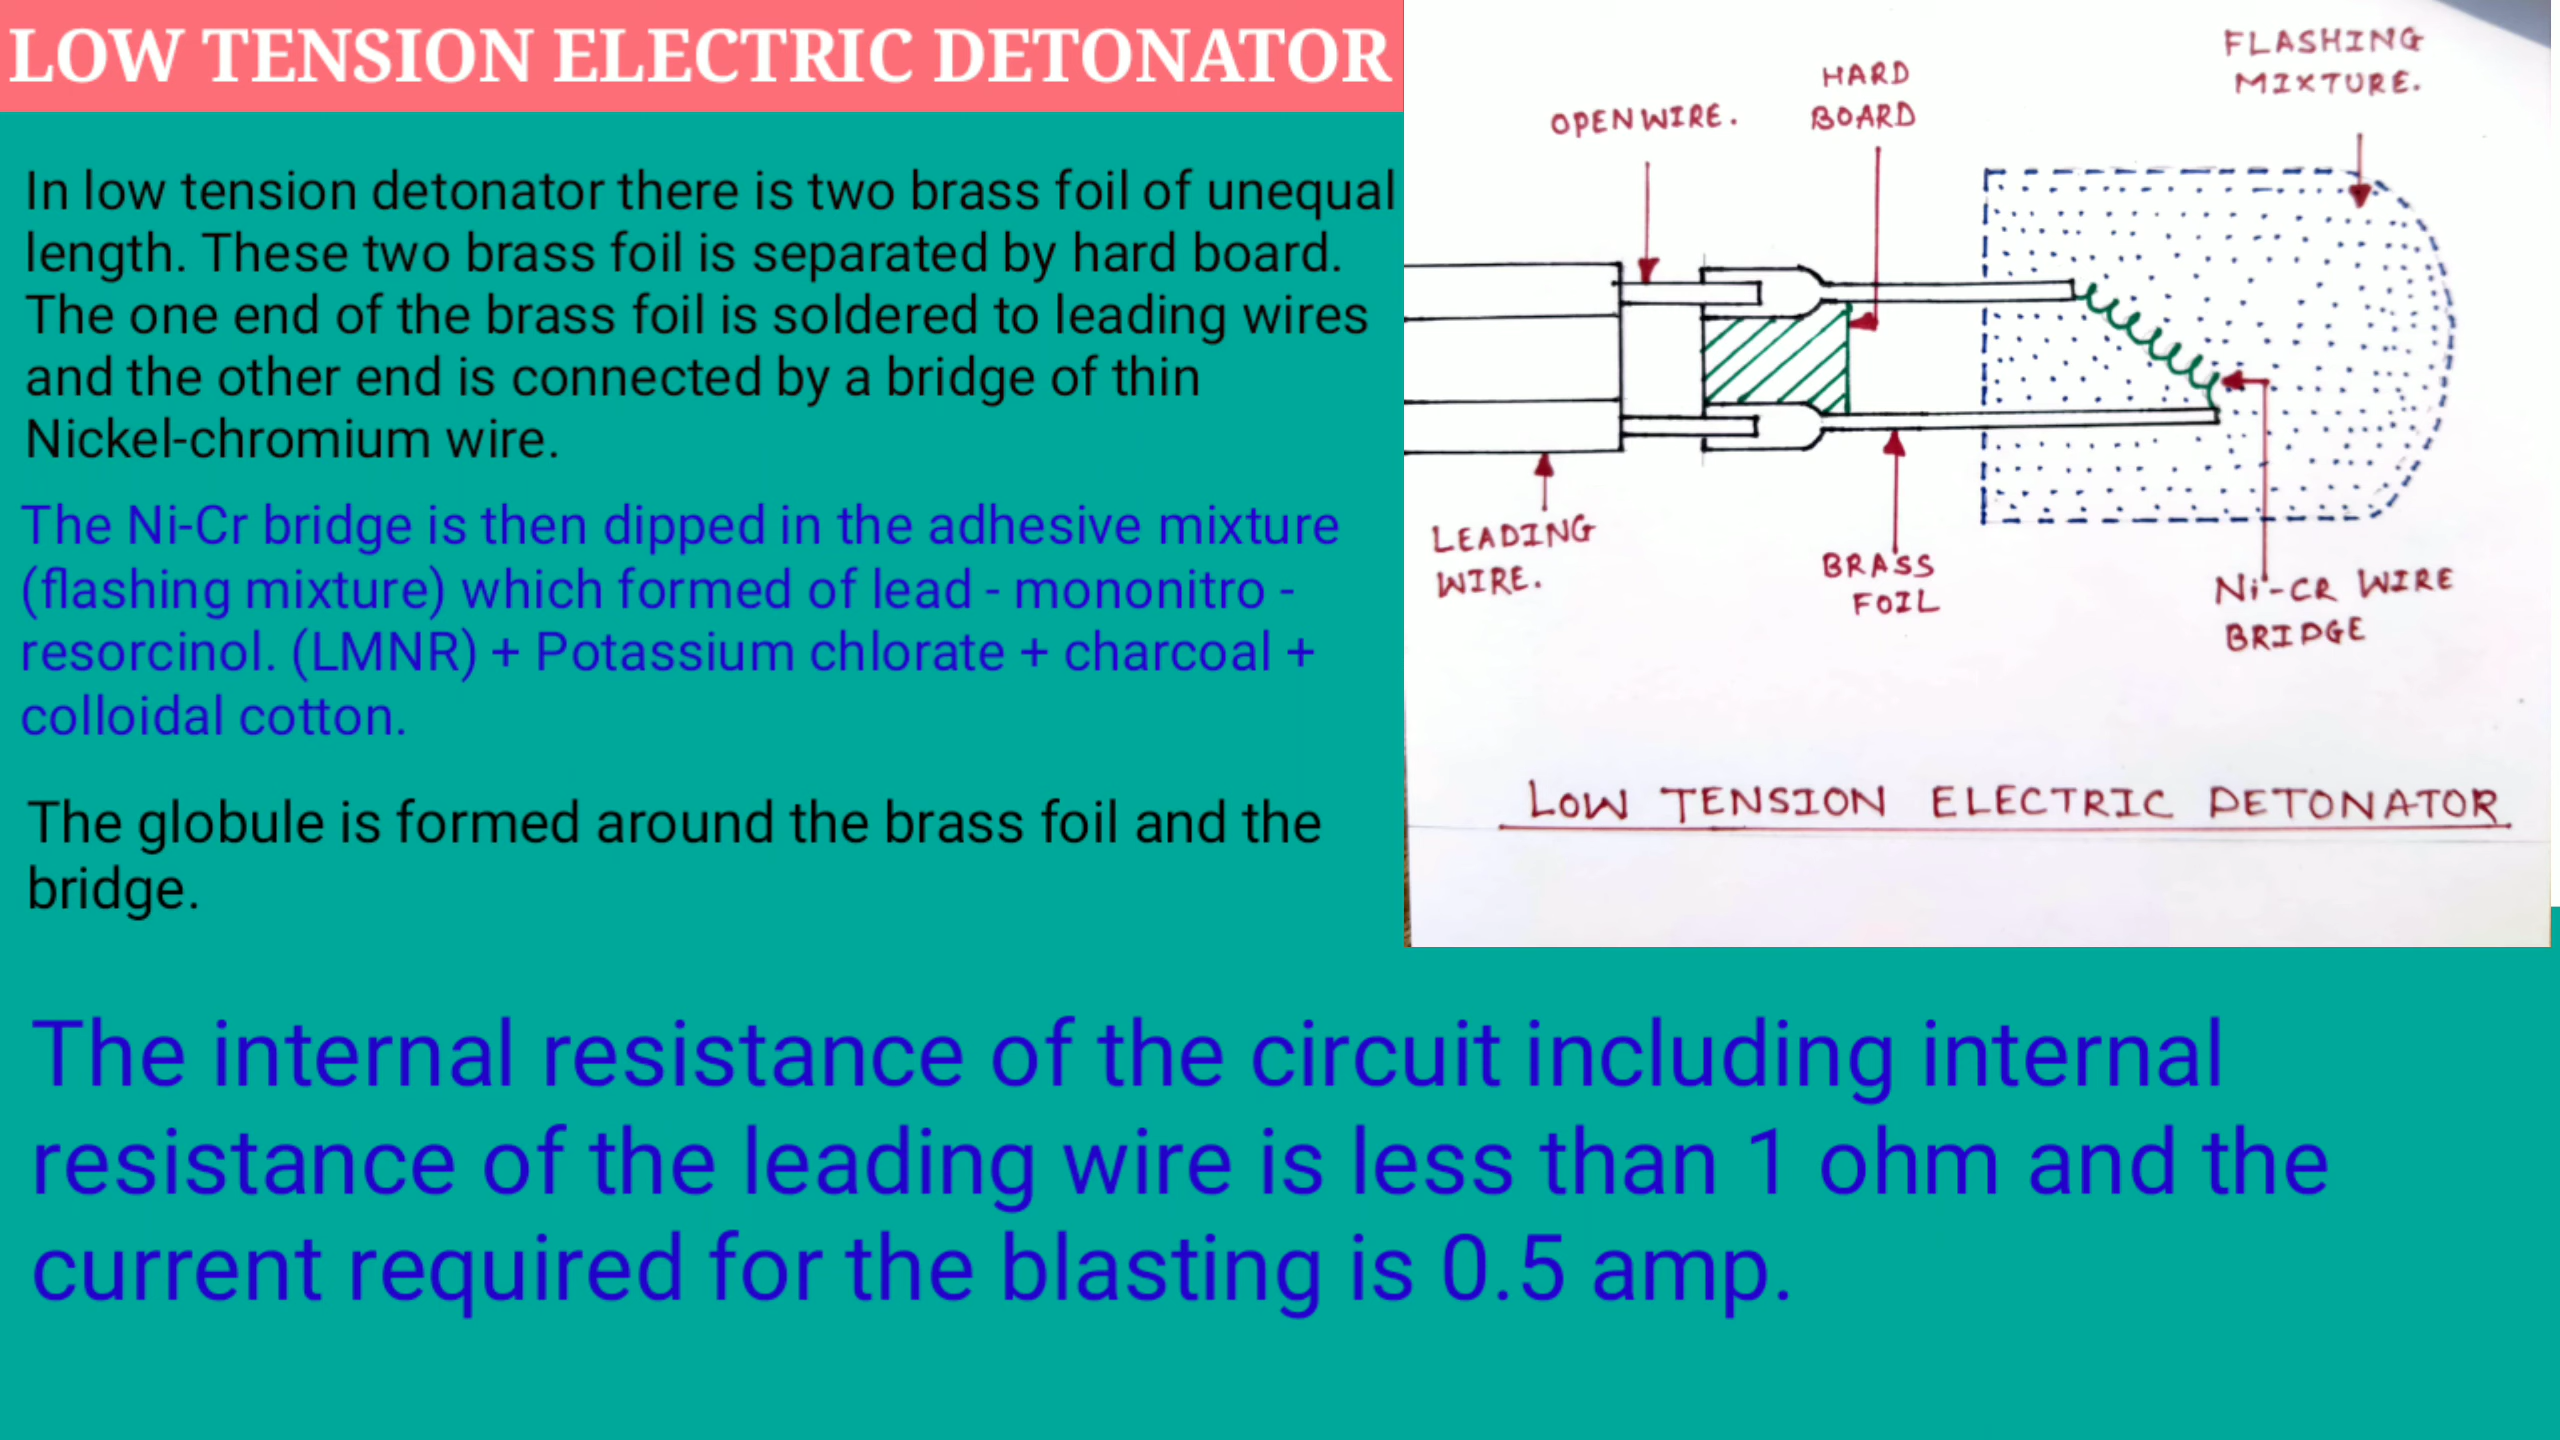 LOW TENSION ELECTRIC DETONATOR
In low tension detonator there is two brass foil of unequal
length. These two brass foil is separated by hard board.
The one end of the brass foil is soldered to leading wires
and the other end is connected by a bridge of thin
Nickel-chromium wire.
The Ni-Cr bridge is then dipped in the adhesive mixture
(flashing mixture) which formed of lead - mononitro -
resorcinol. (LMNR) + Potassium chlorate + charcoal +
colloidal cotton.
The globule is formed around the brass foil and the
bridge.
FLASHING
MIXTURE.
HARD
BOARD
OPEN WIRE.
LEADING
WIRE.
BRASS
FOIL
Ni-CR WIRE
BRIDGE
LOW TENSION ELECTRIC DETONATOR
The internal resistance of the circuit including internal
resistance of the leading wire is less than 1 ohm and the
current required for the blasting is 0.5 amp.